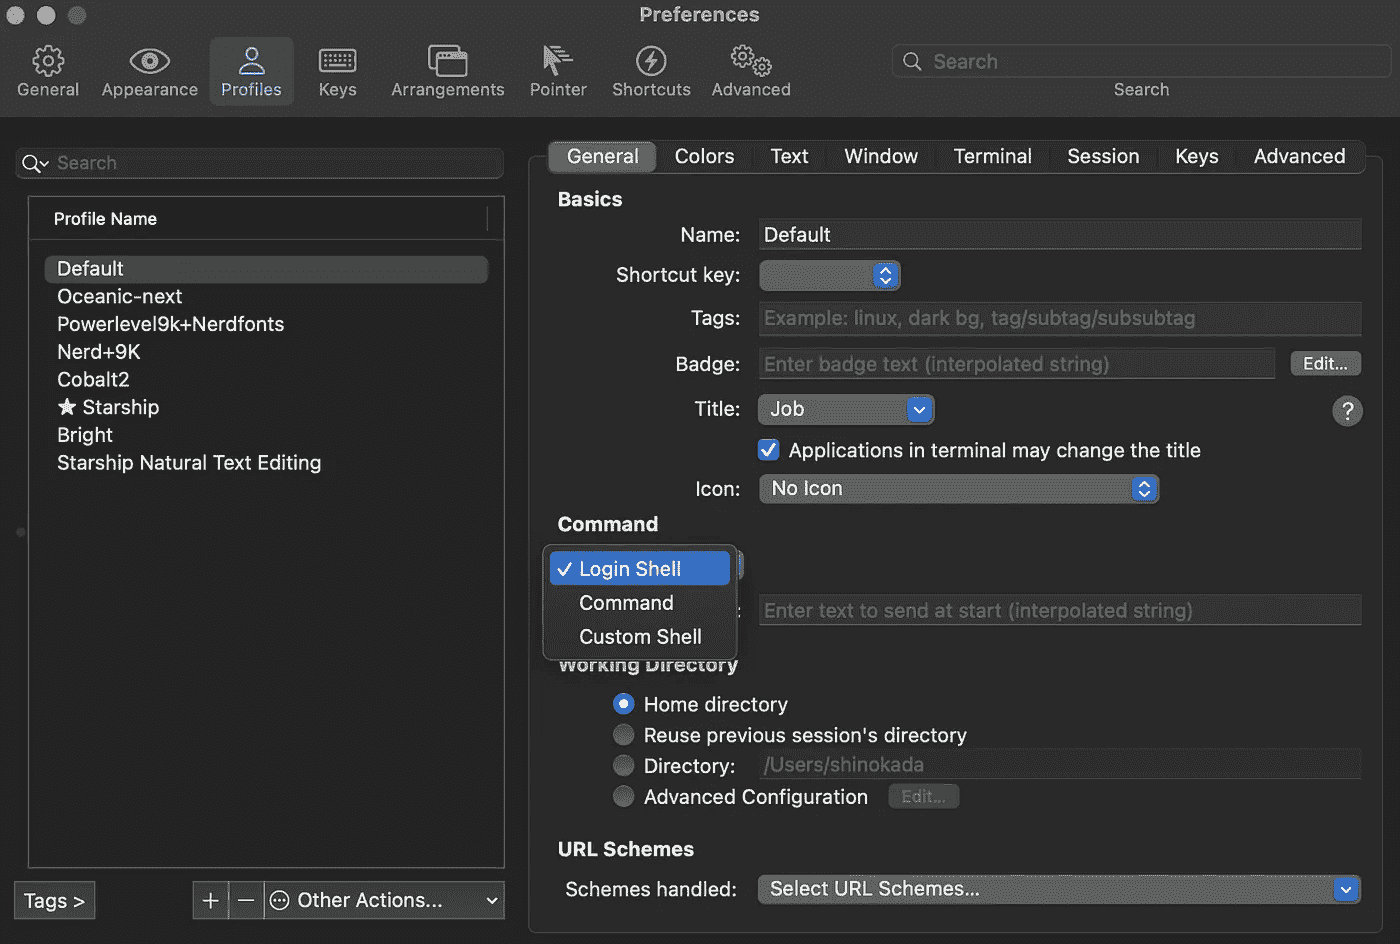 Preferences
General
Appearance
Profiles
Keys
Arrangements
Pointer
Shortcuts
Advanced
Search
Search
Search
Profile Name
Default
Oceanic-next
Powerlevel9k+Nerdfonts
Nerd+9K
Cobalt2
★ Starship
Bright
Starship Natural Text Editing
Tags >
+
−
Other Actions...
General
Colors
Text
Window
Terminal
Session
Keys
Advanced
Basics
Name: Default
Shortcut key:
Tags: Example: linux, dark bg, tag/subtag/subsubtag
Badge: Enter badge text (interpolated string) Edit...
Title: Job ?
Applications in terminal may change the title
Icon: No Icon
Command
✓ Login Shell
Command
Custom Shell
: Enter text to send at start (interpolated string)
Working Directory
Home directory
Reuse previous session's directory
Directory: /Users/shinokada
Advanced Configuration Edit...
URL Schemes
Schemes handled: Select URL Schemes...